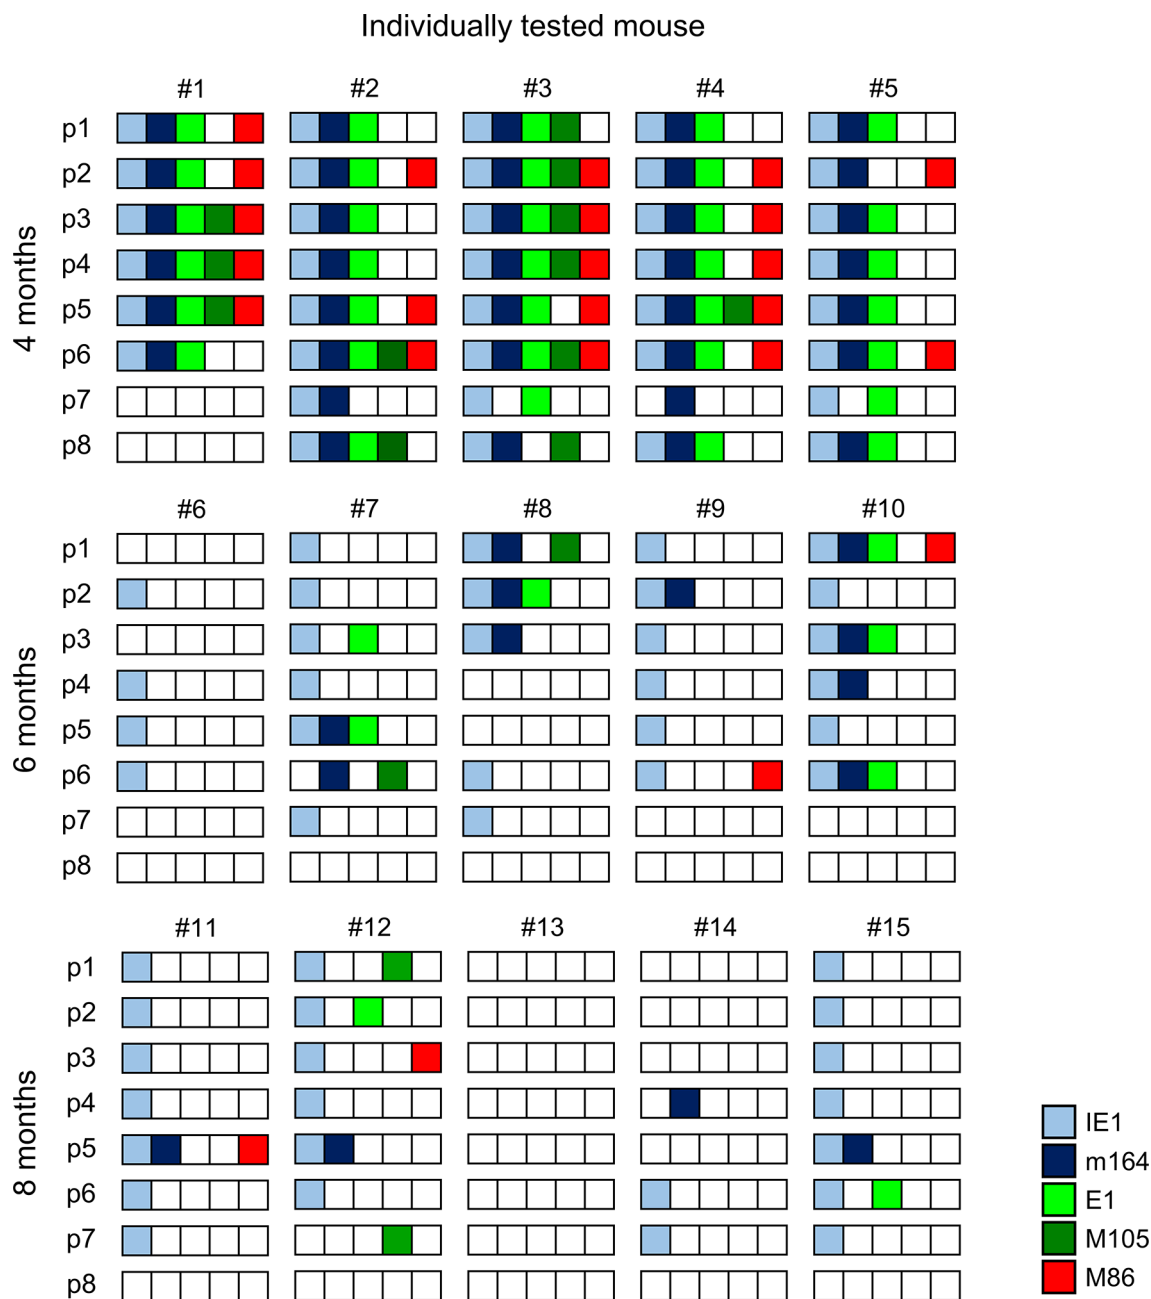 Individually tested mouse
#1 #2 #3 #4 #5
4 months
p1
p2
p3
p4
p5
p6
p7
p8
#6 #7 #8 #9 #10
6 months
p1
p2
p3
p4
p5
p6
p7
p8
#11 #12 #13 #14 #15
8 months
p1
p2
p3
p4
p5
p6
p7
p8
IE1
m164
E1
M105
M86